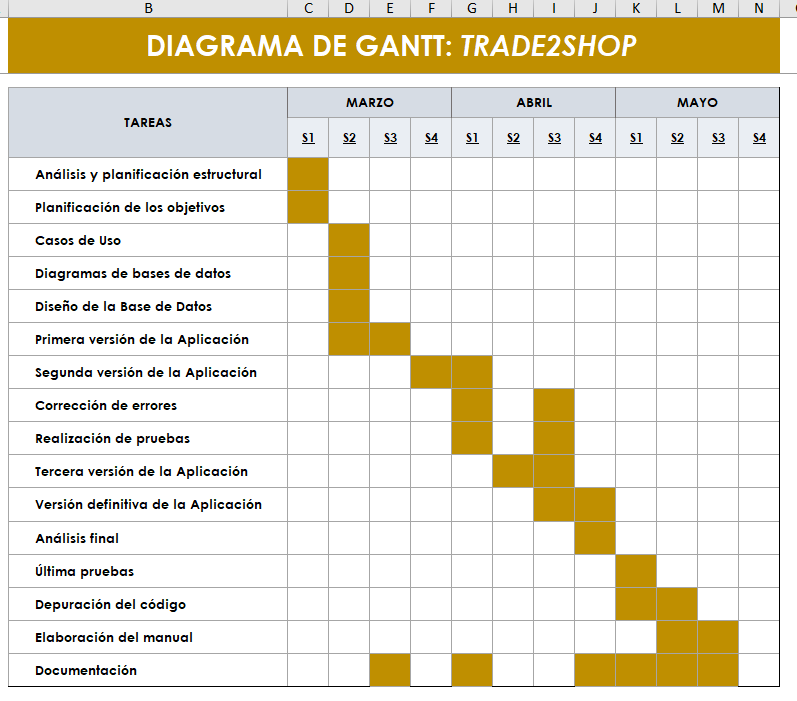 B C D E F G H I J K L M N
DIAGRAMA DE GANTT: TRADE2SHOP
TAREAS
MARZO ABRIL MAYO
S1 S2 S3 S4 S1 S2 S3 S4 S1 S2 S3 S4
Análisis y planificación estructural
Planificación de los objetivos
Casos de Uso
Diagramas de bases de datos
Diseño de la Base de Datos
Primera versión de la Aplicación
Segunda versión de la Aplicación
Corrección de errores
Realización de pruebas
Tercera versión de la Aplicación
Versión definitiva de la Aplicación
Análisis final
Última pruebas
Depuración del código
Elaboración del manual
Documentación